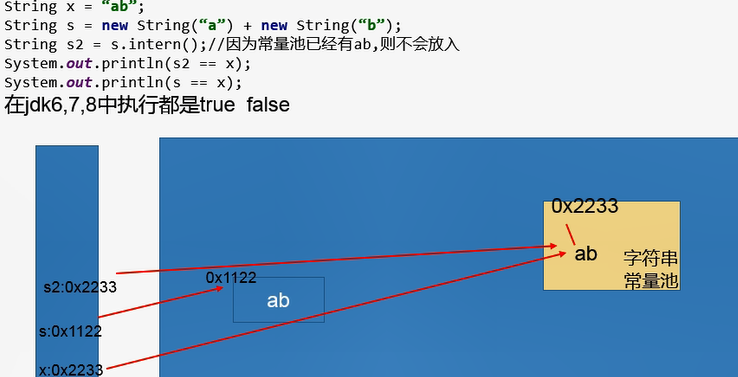 String x = “ab”;
String s = new String(“a”) + new String(“b”);
String s2 = s.intern();//因为常量池已经有ab,则不会放入
System.out.println(s2 == x);
System.out.println(s == x);
在jdk6,7,8中执行都是true false
0x2233
ab
字符串
常量池
s2:0x2233
0x1122
ab
s:0x1122
x:0x2233